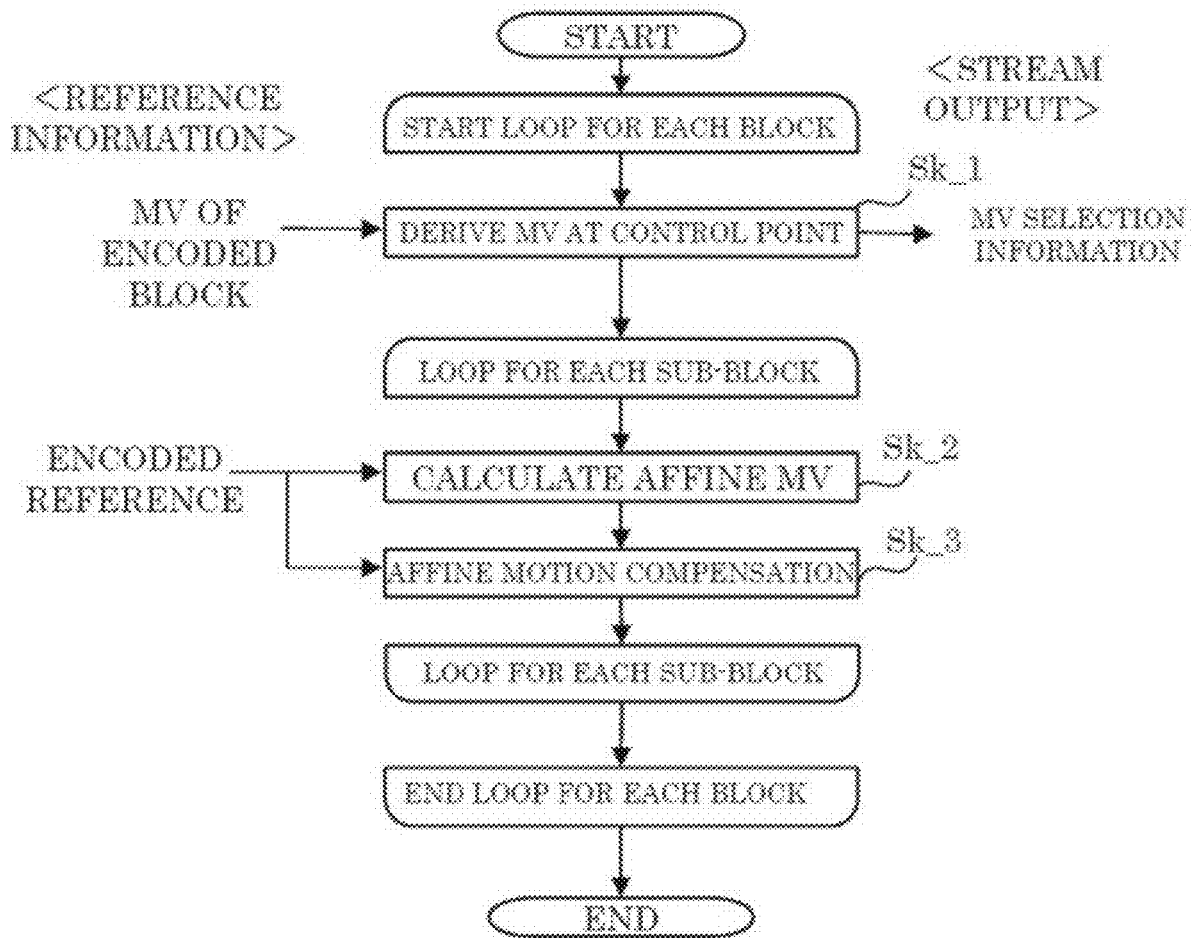 START
<REFERENCE
INFORMATION>
<STREAM
OUTPUT>
START LOOP FOR EACH BLOCK
Sk_1
MV OF
ENCODED
BLOCK
DERIVE MV AT CONTROL POINT
MV SELECTION
INFORMATION
LOOP FOR EACH SUB-BLOCK
ENCODED
REFERENCE
Sk_2
CALCULATE AFFINE MV
Sk_3
AFFINE MOTION COMPENSATION
LOOP FOR EACH SUB-BLOCK
END LOOP FOR EACH BLOCK
END